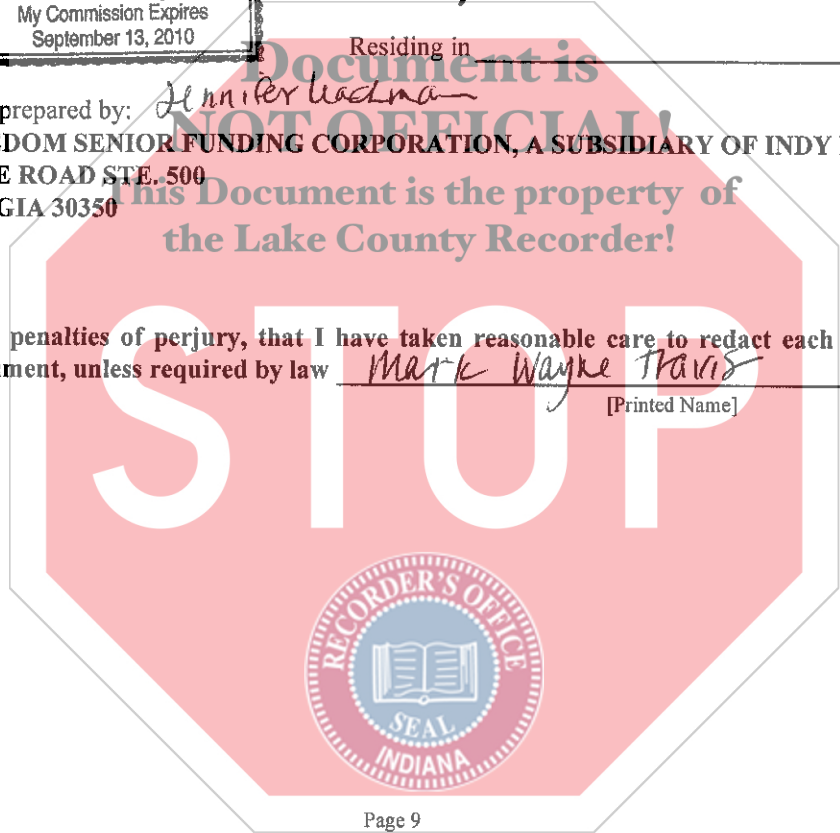 My Commission Expires
September 13, 2010
Residing in
Document is
prepared by: Jennifer
NOT OFFICIAL!
DOM SENIOR FUNDING CORPORATION, A SUBSIDIARY OF INDY
E ROAD STE. 500
This Document is the property of
GIA 30350
the Lake County Recorder!
penalties of perjury, that I have taken reasonable care to redact each
ment, unless required by law Mark Wayne Travis
[Printed Name]
STOP
RECORDER'S OFFICE
SEAL
INDIANA
Page 9